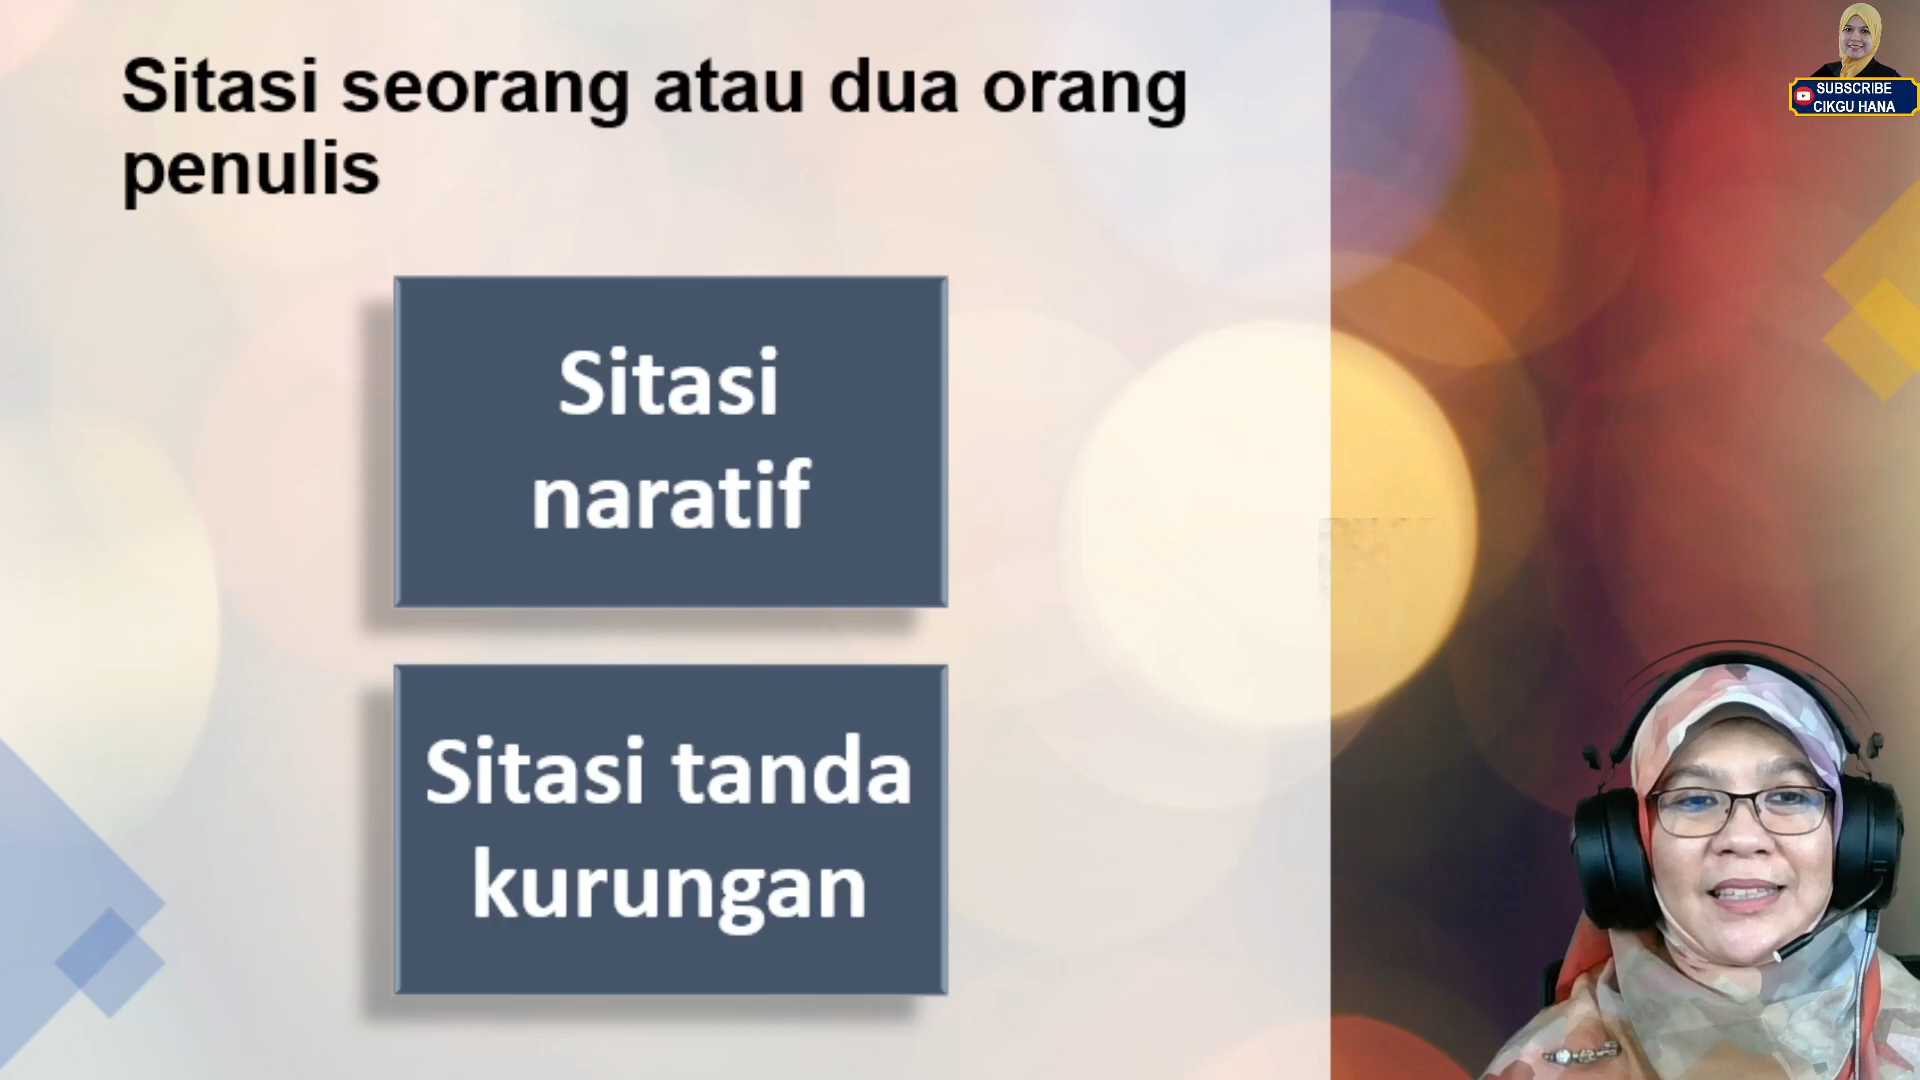 Sitasi seorang atau dua orang
penulis
Sitasi
naratif
Sitasi tanda
kurungan
SUBSCRIBE
CIKGU HANA